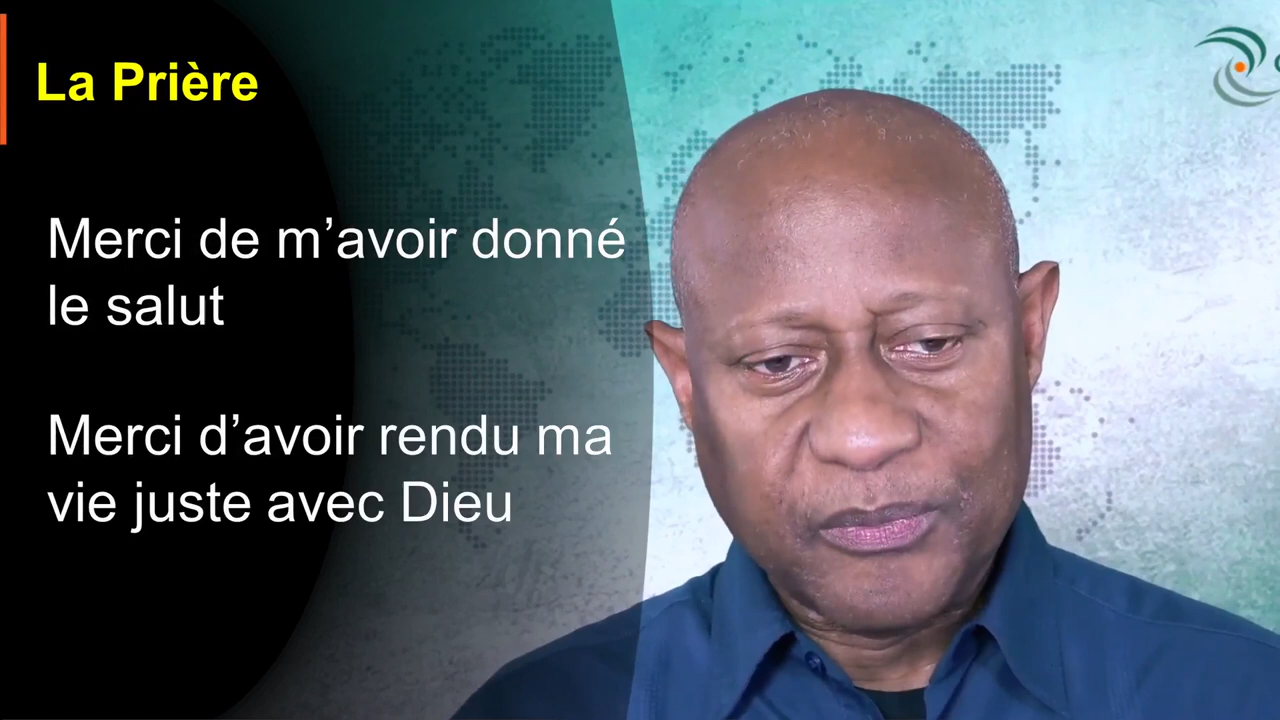 La Prière
Merci de m’avoir donné
le salut
Merci d’avoir rendu ma
vie juste avec Dieu